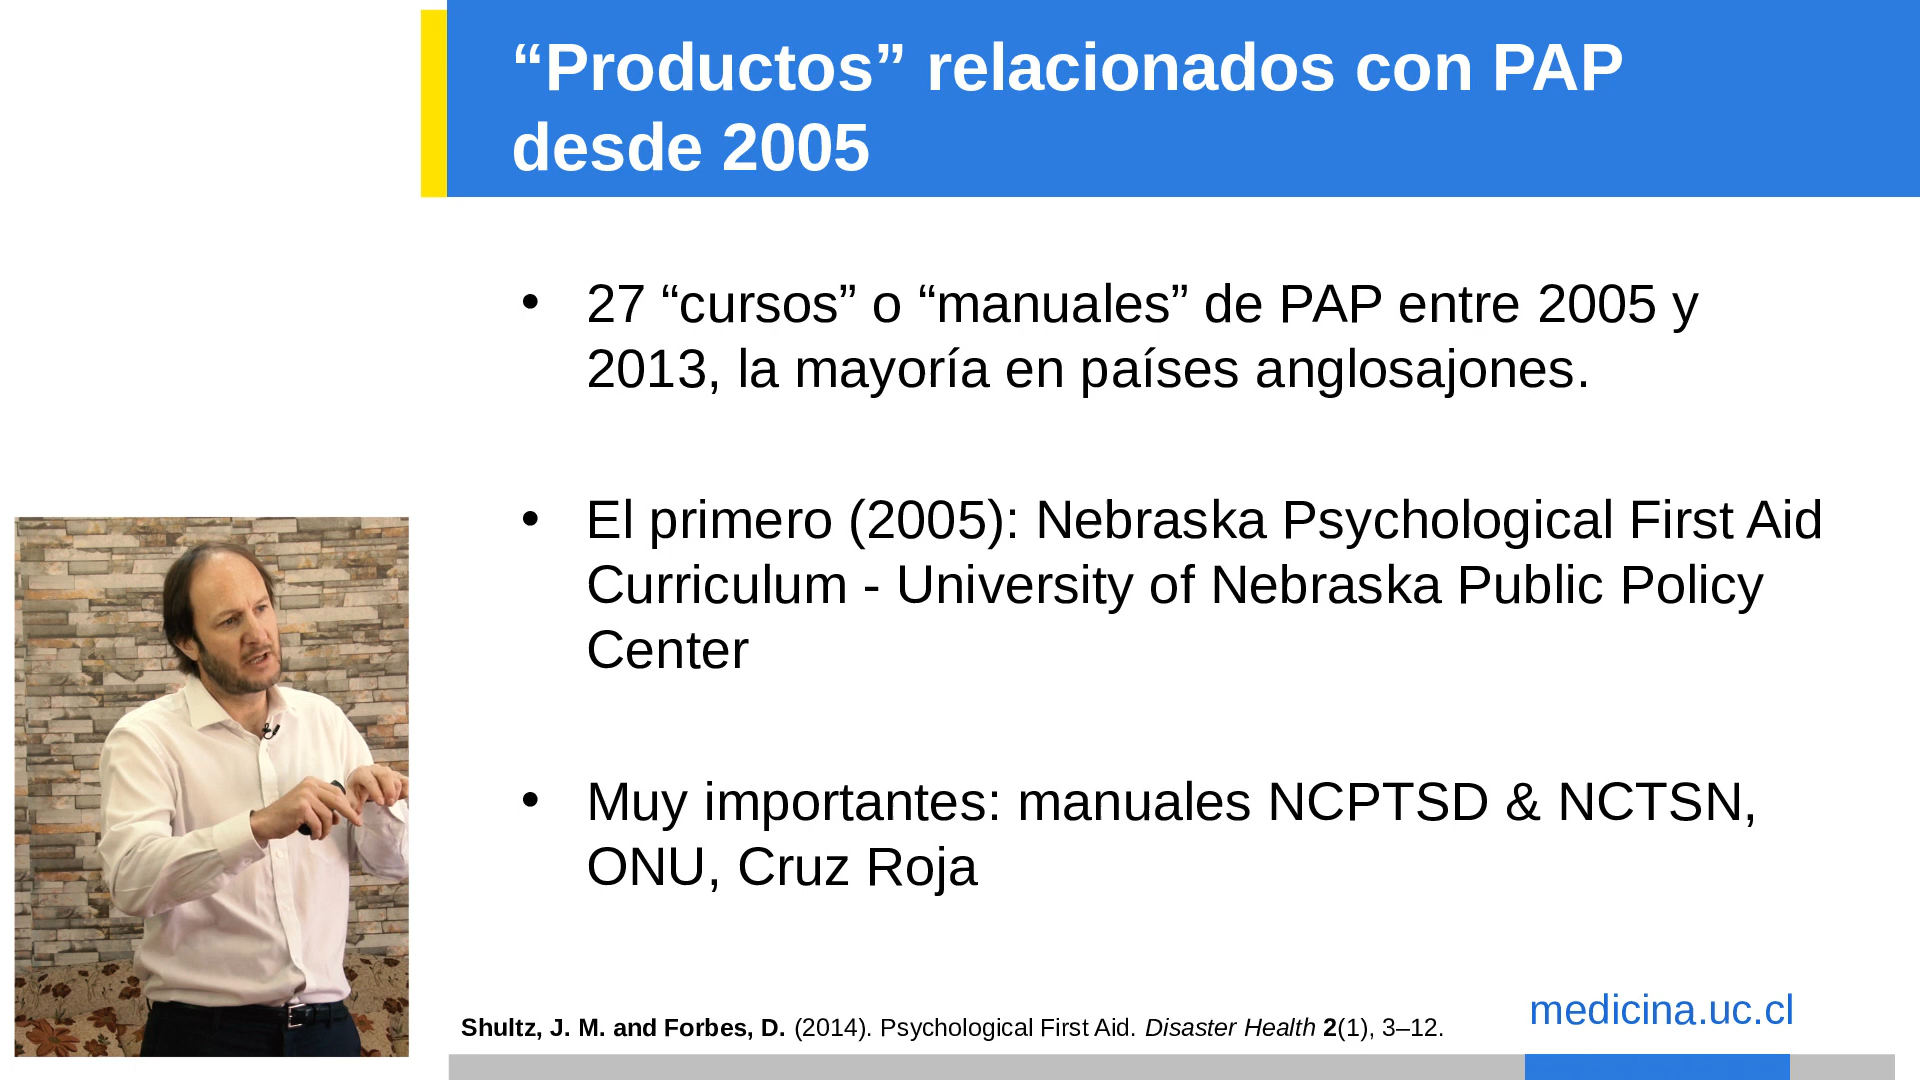 “Productos” relacionados con PAP
desde 2005
• 27 “cursos” o “manuales” de PAP entre 2005 y
2013, la mayoría en países anglosajones.
• El primero (2005): Nebraska Psychological First Aid
Curriculum - University of Nebraska Public Policy
Center
• Muy importantes: manuales NCPTSD & NCTSN,
ONU, Cruz Roja
Shultz, J. M. and Forbes, D. (2014). Psychological First Aid. Disaster Health 2(1), 3–12.
medicina.uc.cl